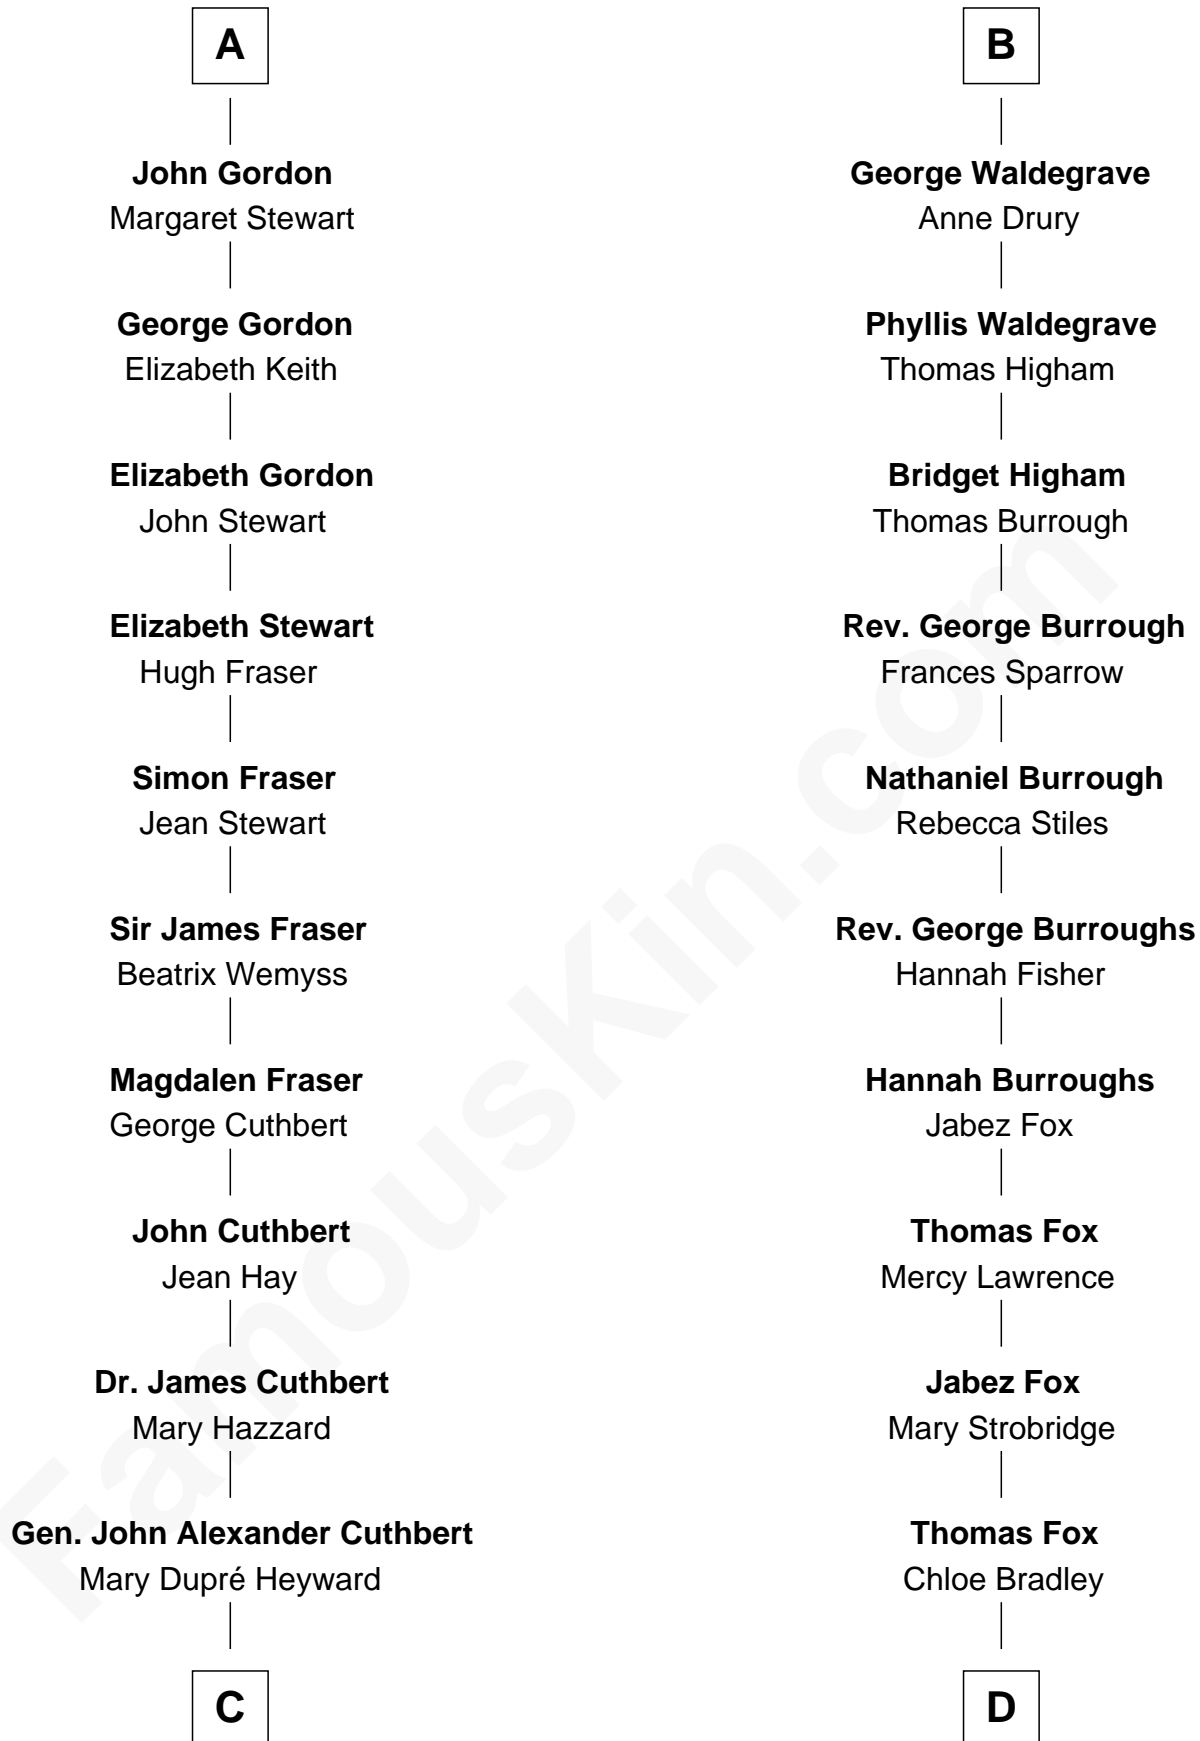 A
John Gordon
Margaret Stewart
George Gordon
Elizabeth Keith
Elizabeth Gordon
John Stewart
Elizabeth Stewart
Hugh Fraser
Simon Fraser
Jean Stewart
Sir James Fraser
Beatrix Wemyss
Magdalen Fraser
George Cuthbert
John Cuthbert
Jean Hay
Dr. James Cuthbert
Mary Hazzard
Gen. John Alexander Cuthbert
Mary Dupré Heyward
C
B
George Waldegrave
Anne Drury
Phyllis Waldegrave
Thomas Higham
Bridget Higham
Thomas Burrough
Rev. George Burrough
Frances Sparrow
Nathaniel Burrough
Rebecca Stiles
Rev. George Burroughs
Hannah Fisher
Hannah Burroughs
Jabez Fox
Thomas Fox
Mercy Lawrence
Jabez Fox
Mary Strobridge
Thomas Fox
Chloe Bradley
D
FamousKin.com